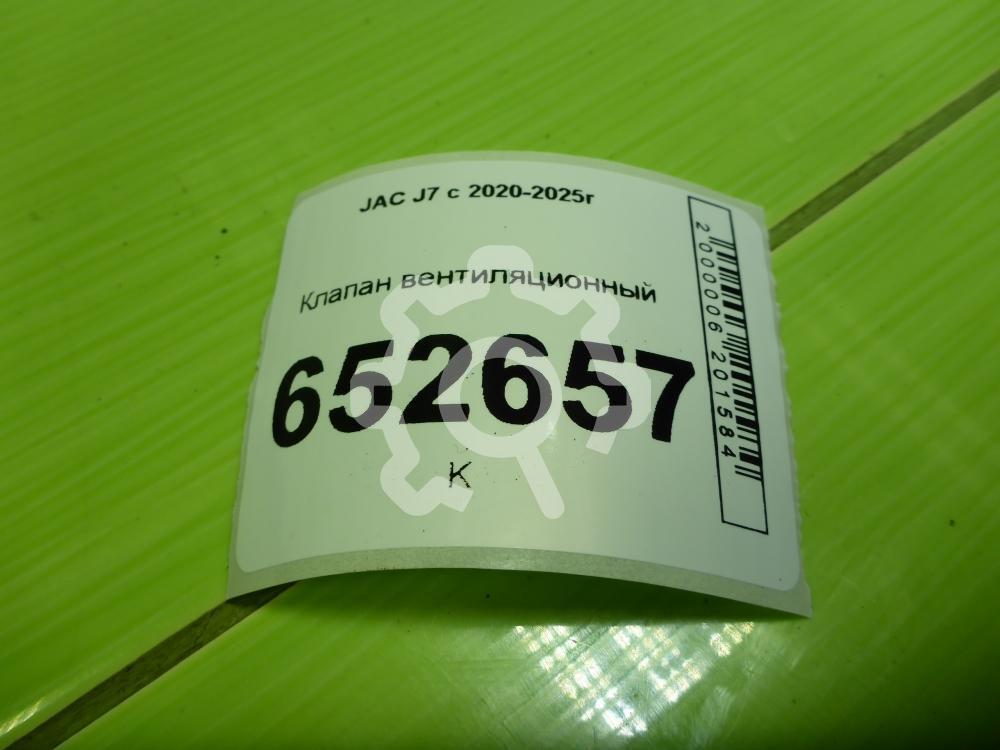 JAC J7 с 2020-2025г
Клапан вентиляционный
652657
К
2000006201584